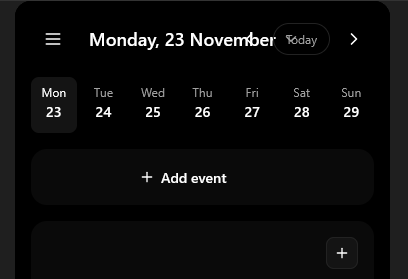 Monday, 23 November Today
Mon Tue Wed Thu Fri Sat Sun
23 24 25 26 27 28 29
+ Add event
+